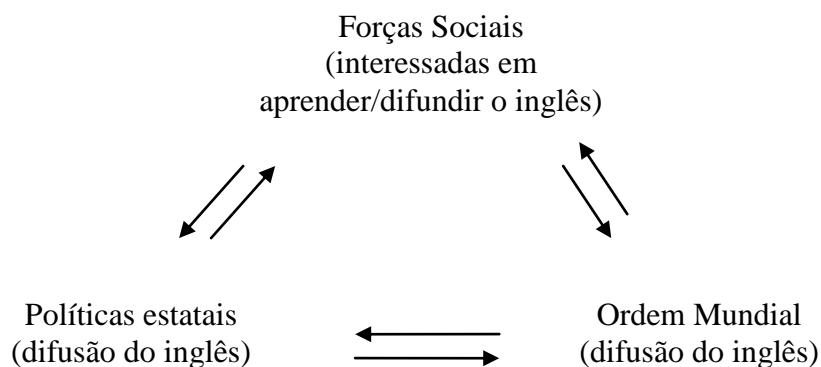 Forças Sociais
(interessadas em
aprender/difundir o inglês)
Políticas estatais
(difusão do inglês)
Ordem Mundial
(difusão do inglês)